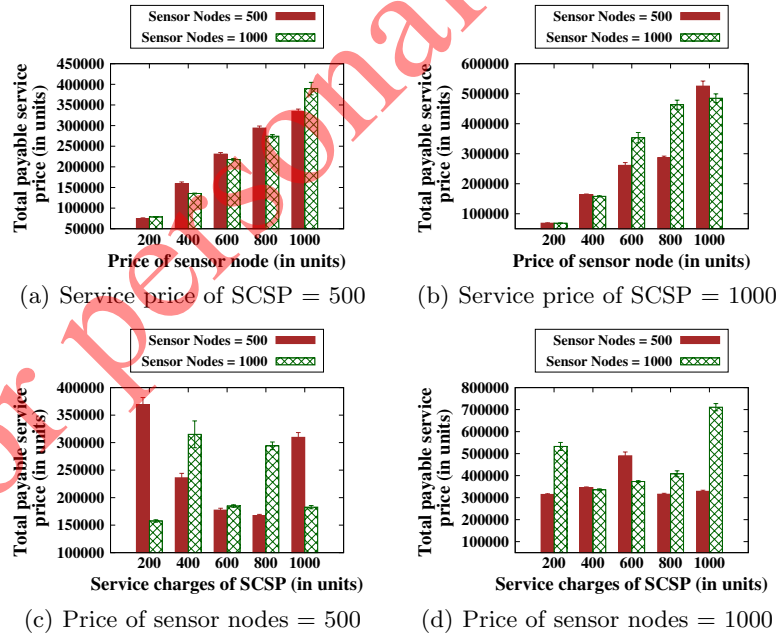 Sensor Nodes = 500
Sensor Nodes = 1000
Total payable service
price (in units)
450000
400000
350000
300000
250000
200000
150000
100000
50000
200 400 600 800 1000
Price of sensor node (in units)
(a) Service price of SCSP = 500
Sensor Nodes = 500
Sensor Nodes = 1000
Total payable service
price (in units)
600000
500000
400000
300000
200000
100000
200 400 600 800 1000
Price of sensor node (in units)
(b) Service price of SCSP = 1000
Sensor Nodes = 500
Sensor Nodes = 1000
Total payable service
price (in units)
400000
350000
300000
250000
200000
150000
100000
200 400 600 800 1000
Service charges of SCSP (in units)
(c) Price of sensor nodes = 500
Sensor Nodes = 500
Sensor Nodes = 1000
Total payable service
price (in units)
800000
700000
600000
500000
400000
300000
200000
100000
200 400 600 800 1000
Service charges of SCSP (in units)
(d) Price of sensor nodes = 1000
or personal